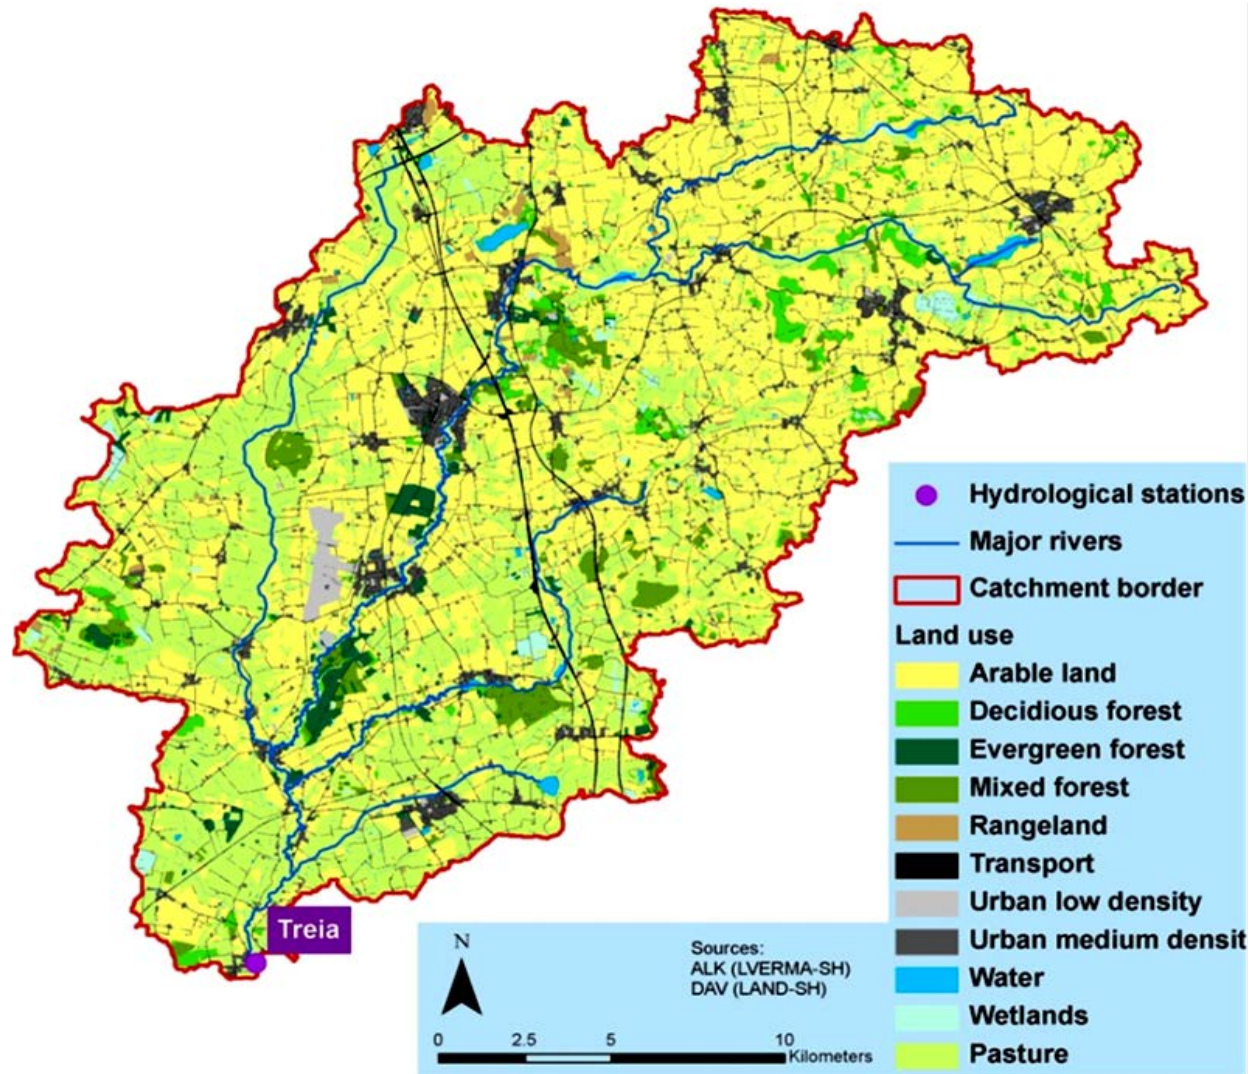 Hydrological stations
Major rivers
Catchment border
Land use
Arable land
Decidious forest
Evergreen forest
Mixed forest
Rangeland
Transport
Urban low density
Urban medium densit
Water
Wetlands
Pasture
Treia
N
Sources:
ALK (LVERMA-SH)
DAV (LAND-SH)
0 2.5 5 10
Kilometers